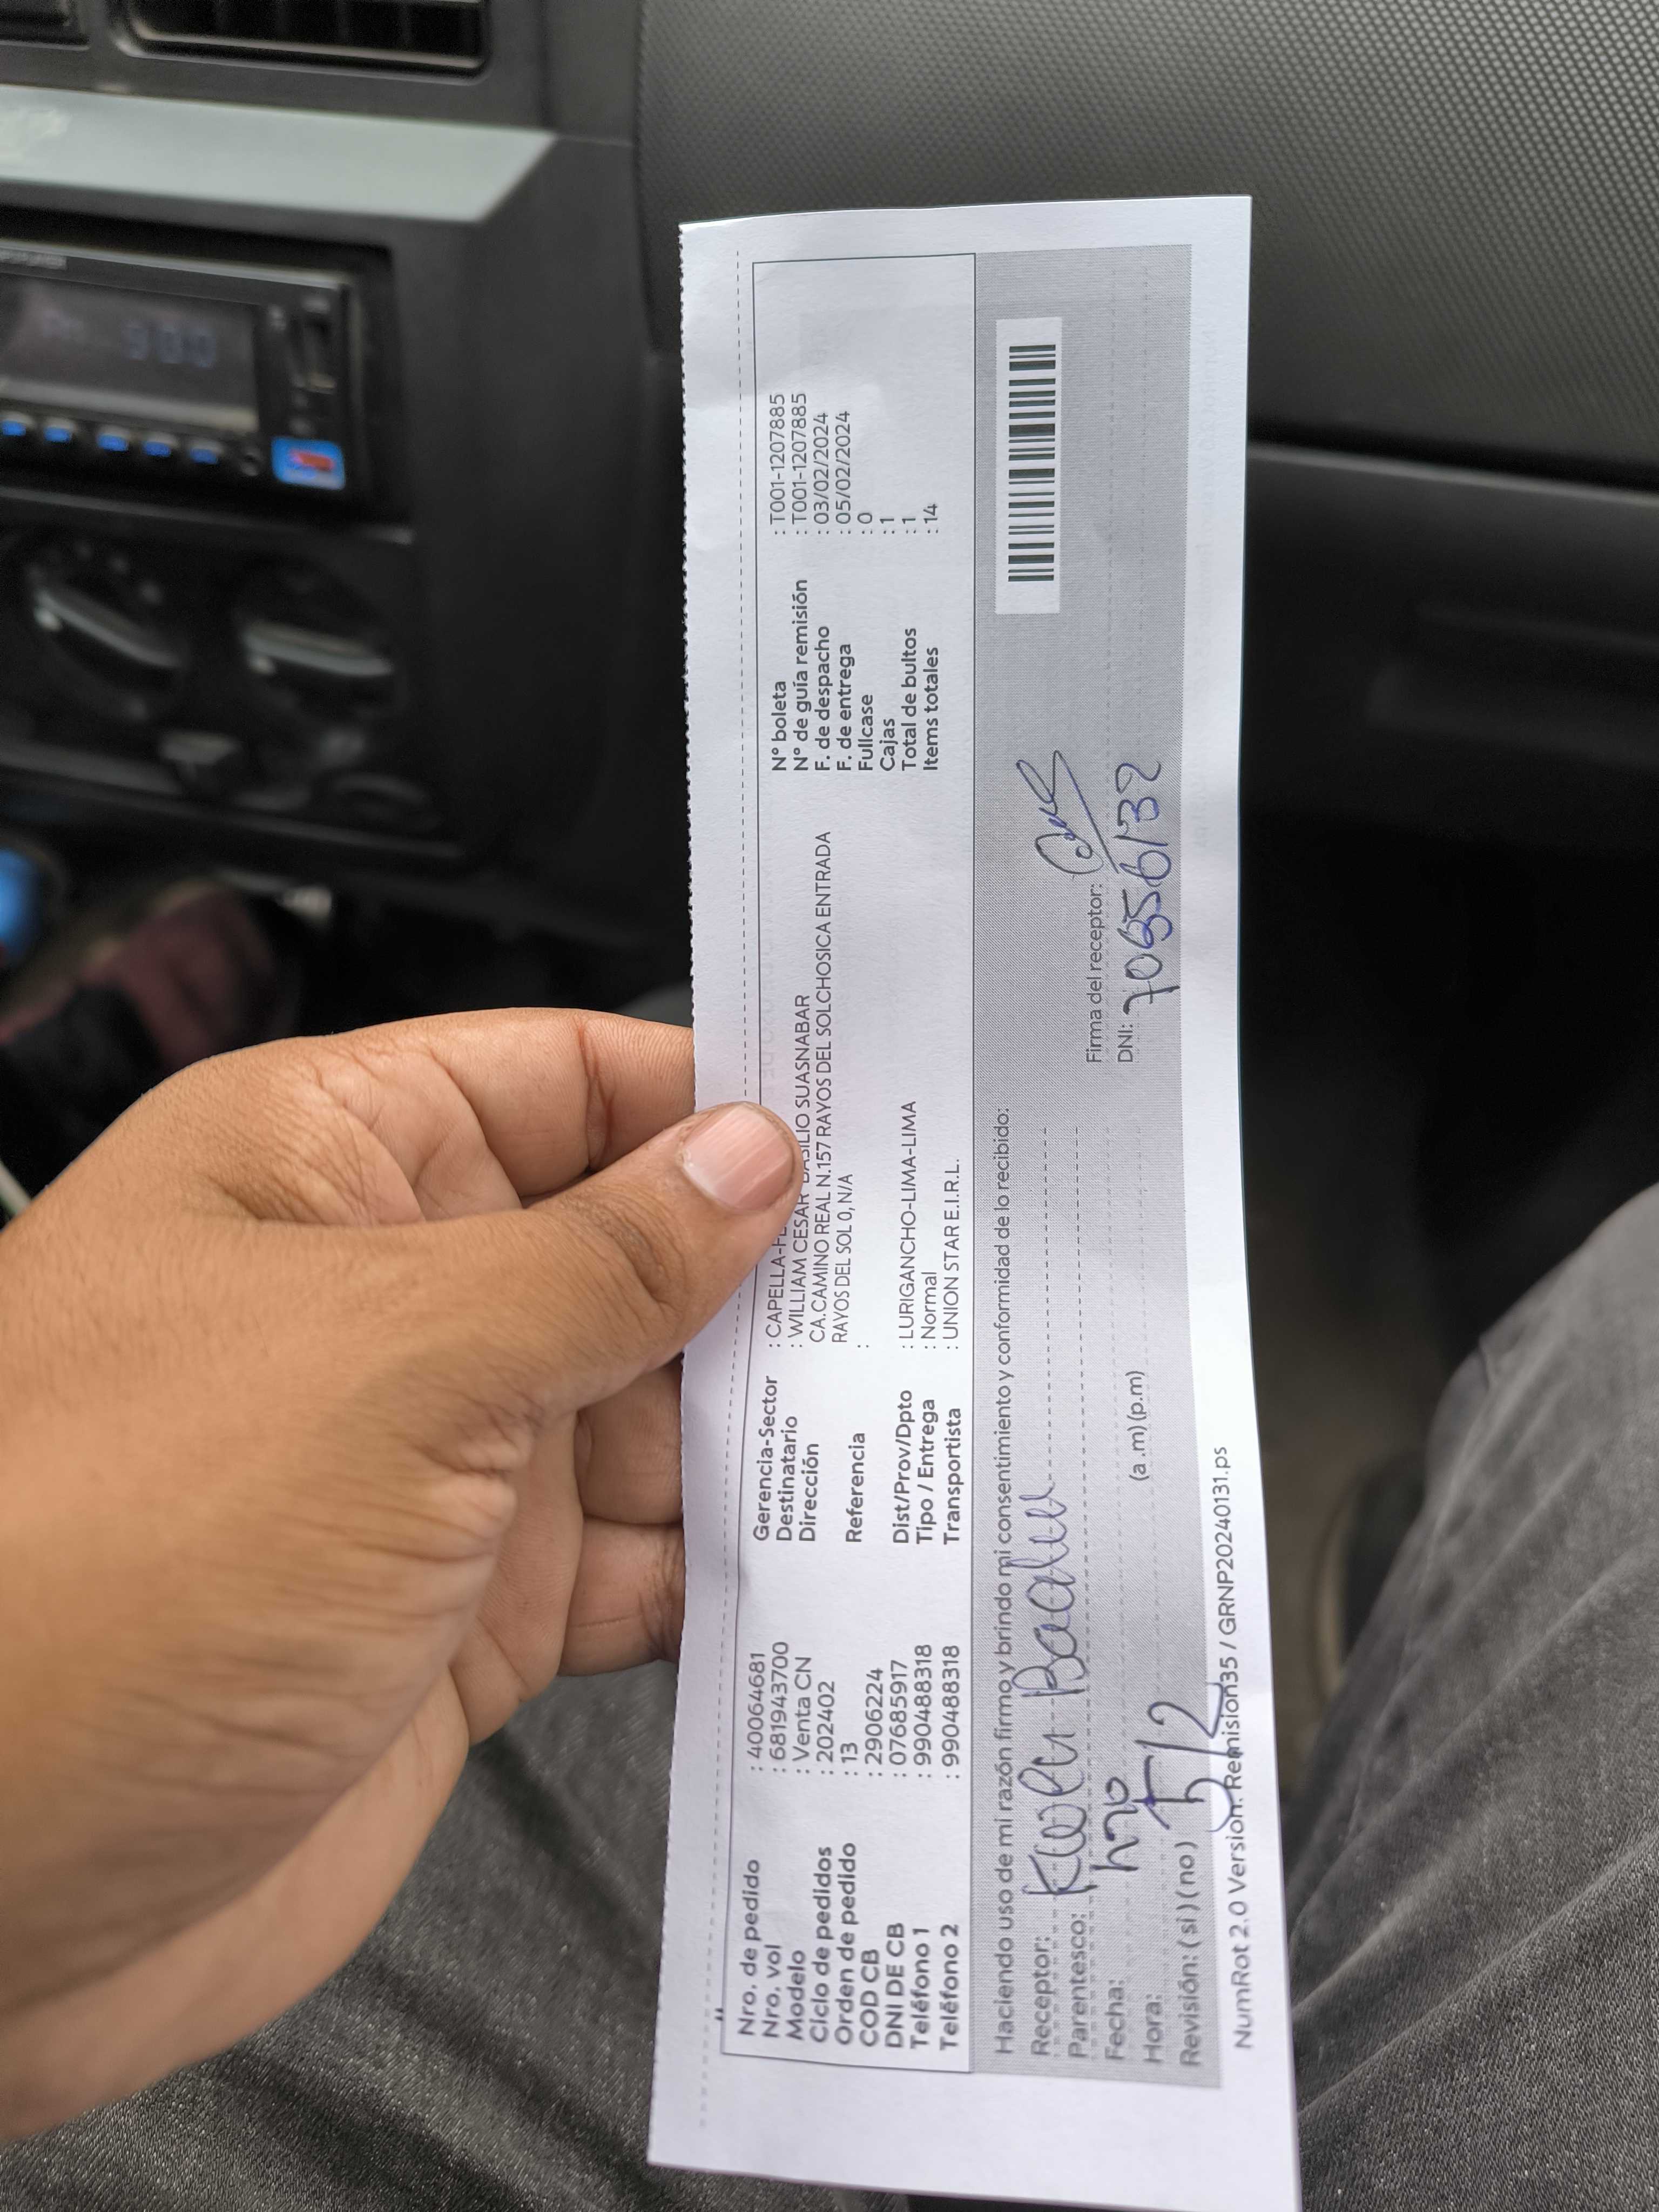 Nro. de pedido : 40064681
Nro. vol : 6819437​00
Modelo : Venta CN
Ciclo de pedidos : 202402
Orden de pedido : 13
COD CB : 2906224
DNI DE CB : 07685917
Teléfono 1 : 990488318
Teléfono 2 : 990488318
Gerencia-Sector : CAPELLA-
Destinatario : WILLIAM CESAR BASILIO SUASNABAR
Dirección CA.CAMINO REAL N.157 RAYOS DEL SOLCHOSICA ENTRADA
RAYOS DEL SOL 0, N/A
Referencia :
Dist/Prov/Dpto : LURIGANCHO-LIMA-LIMA
Tipo / Entrega : Normal
Transportista : UNION STAR E.I.R.L.
N° boleta : T001-1207885
N° de guía remisión : T001-1207885
F. de despacho : 03/02/2024
F. de entrega : 05/02/2024
Fullcase : 0
Cajas : 1
Total de bultos : 1
Items totales : 14
Haciendo uso de mi razón firmo y brindo mi consentimiento y conformidad de lo recibido:
Receptor:
Parentesco: hno
Fecha: 5/2
Hora: (a .m) (p.m)
Revisión: ( si ) ( no )
Firma del receptor:
DNI: 70656132
NumRot 2.0 Version: Remision35 / GRNP20240131.ps